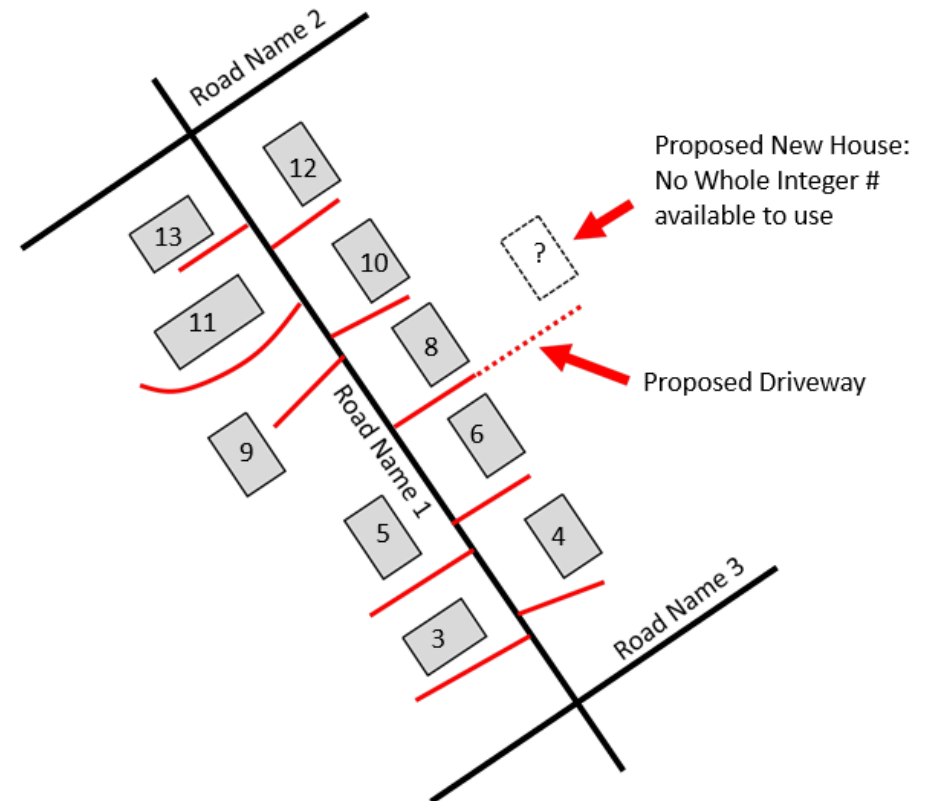 Road Name 2
12
Proposed New House:
No Whole Integer #
available to use
13
?
10
11
8
Proposed Driveway
Road Name 1
6
9
5
4
Road Name 3
3